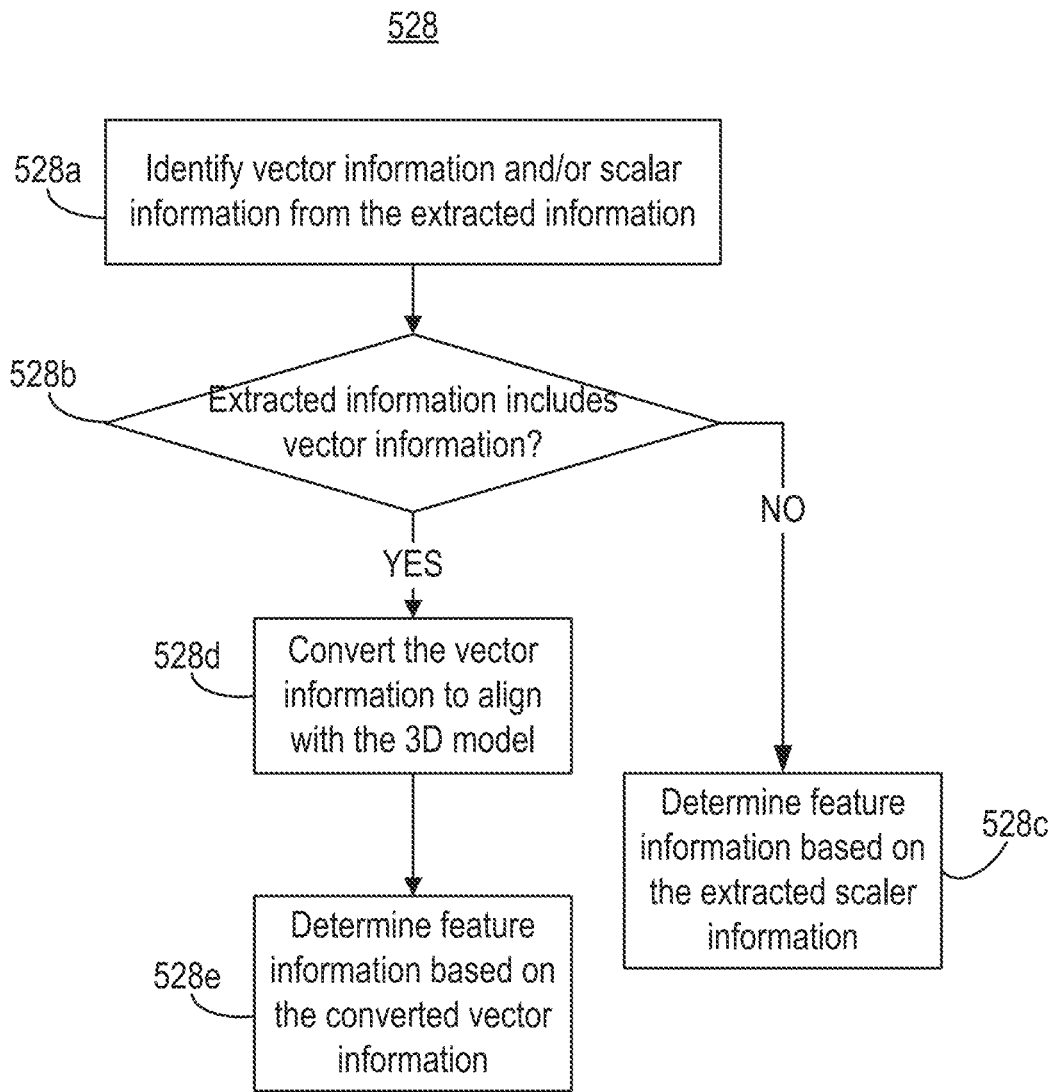 528
528a
Identify vector information and/or scalar
information from the extracted information
528b
Extracted information includes
vector information?
NO
YES
528d
Convert the vector
information to align
with the 3D model
Determine feature
information based on
the extracted scaler
information
528c
528e
Determine feature
information based on
the converted vector
information